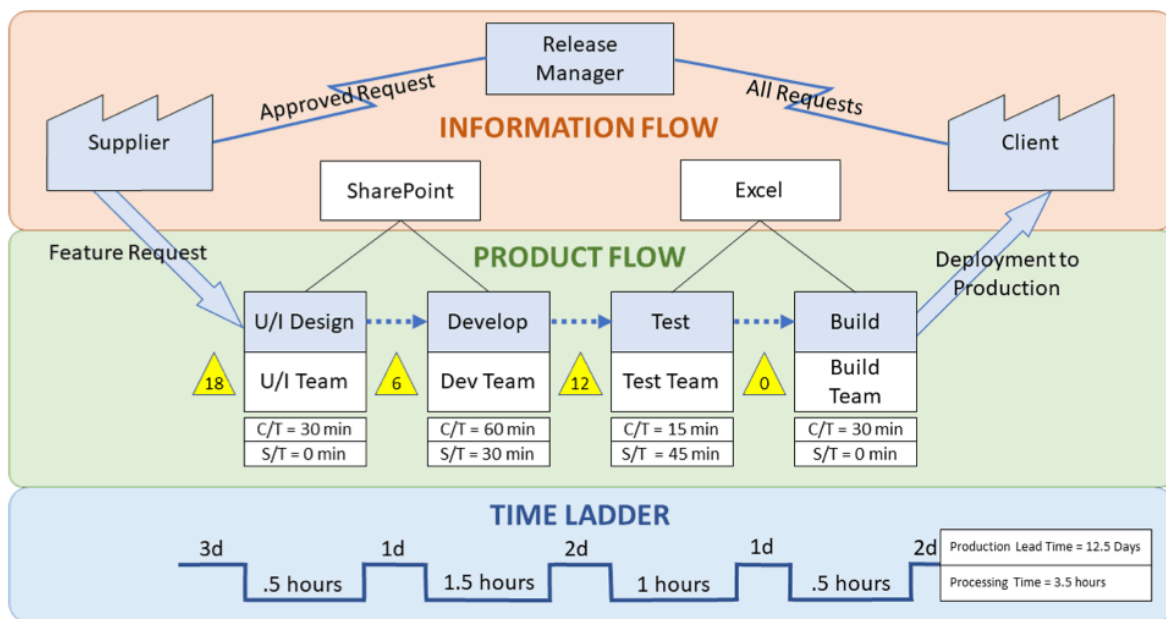 Release
Manager
Approved Request
All Requests
INFORMATION FLOW
Supplier
Client
SharePoint
Excel
Feature Request
PRODUCT FLOW
Deployment to
Production
U/I Design
Develop
Test
Build
18
U/I Team
6
Dev Team
12
Test Team
0
Build
Team
C/T = 30 min
S/T = 0 min
C/T = 60 min
S/T = 30 min
C/T = 15 min
S/T = 45 min
C/T = 30 min
S/T = 0 min
TIME LADDER
3d
.5 hours
1d
1.5 hours
2d
1 hours
1d
.5 hours
2d
Production Lead Time = 12.5 Days
Processing Time = 3.5 hours